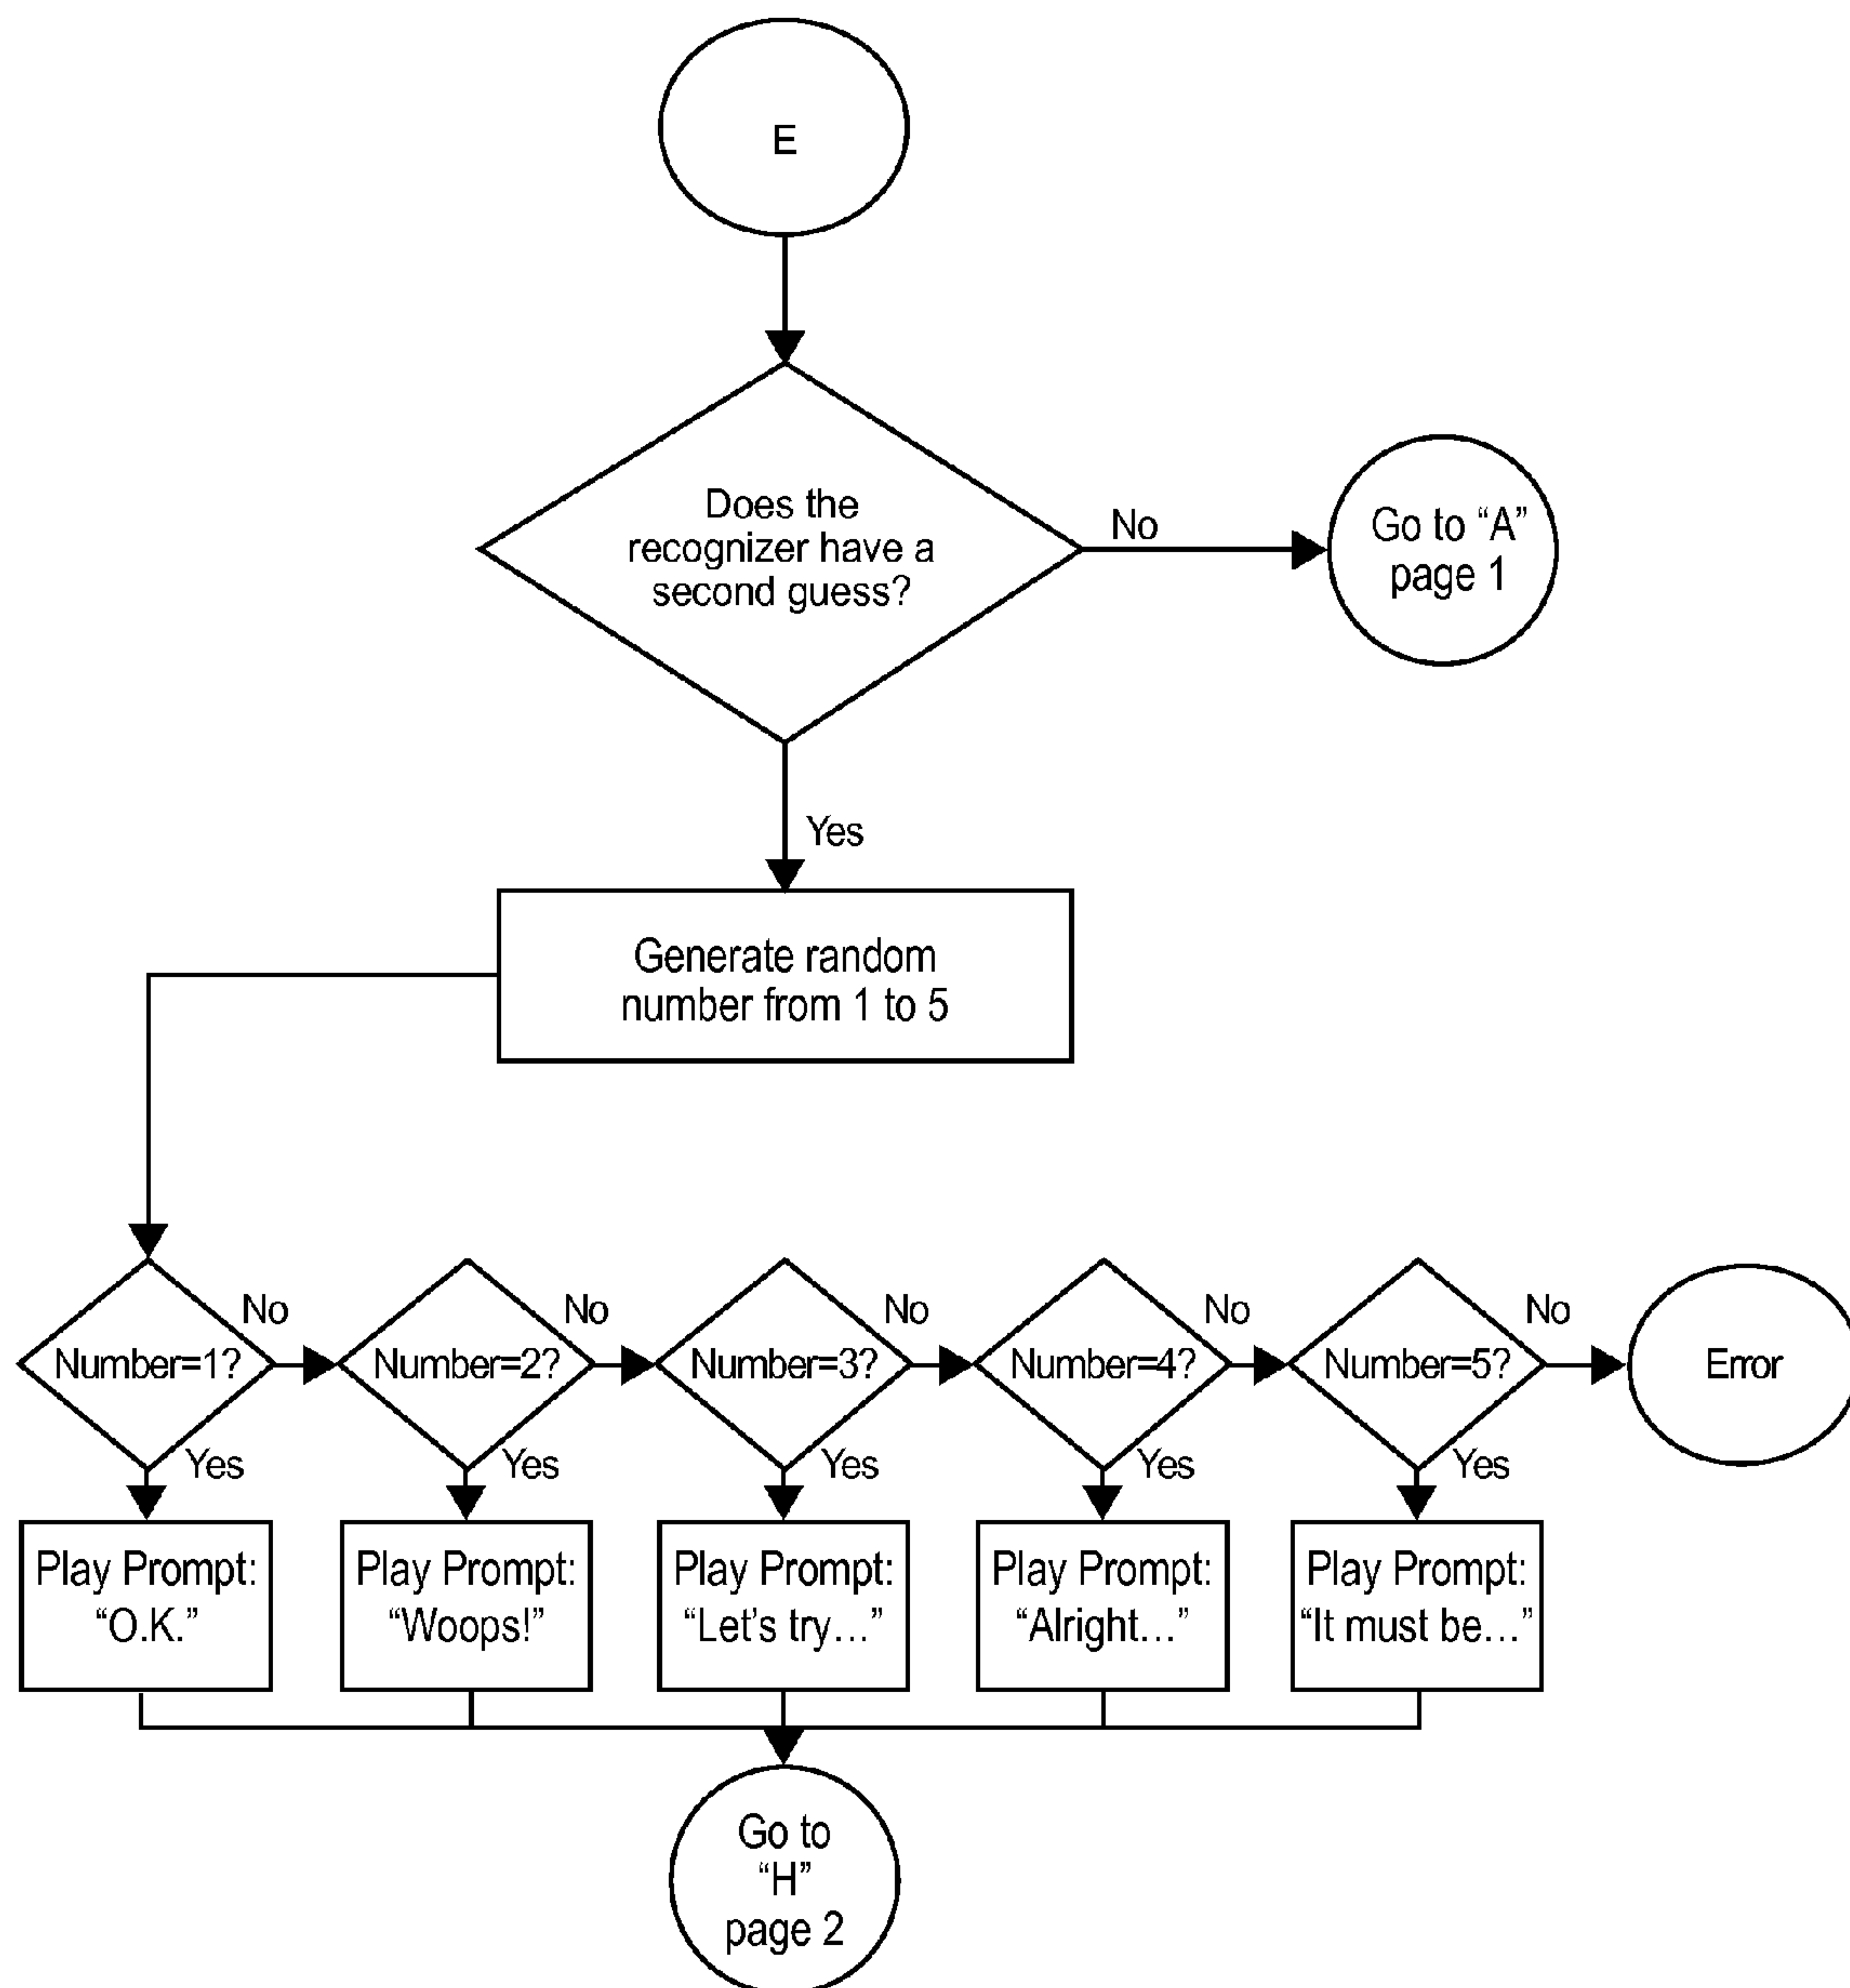 E
Does the
recognizer have a
second guess?
No
Go to “A”
page 1
Yes
Generate random
number from 1 to 5
Number=1?
No
Number=2?
No
Number=3?
No
Number=4?
No
Number=5?
No
Error
Yes
Yes
Yes
Yes
Yes
Play Prompt:
“O.K.”
Play Prompt:
“Woops!”
Play Prompt:
“Let’s try…”
Play Prompt:
“Alright…”
Play Prompt:
“It must be…”
Go to
“H”
page 2